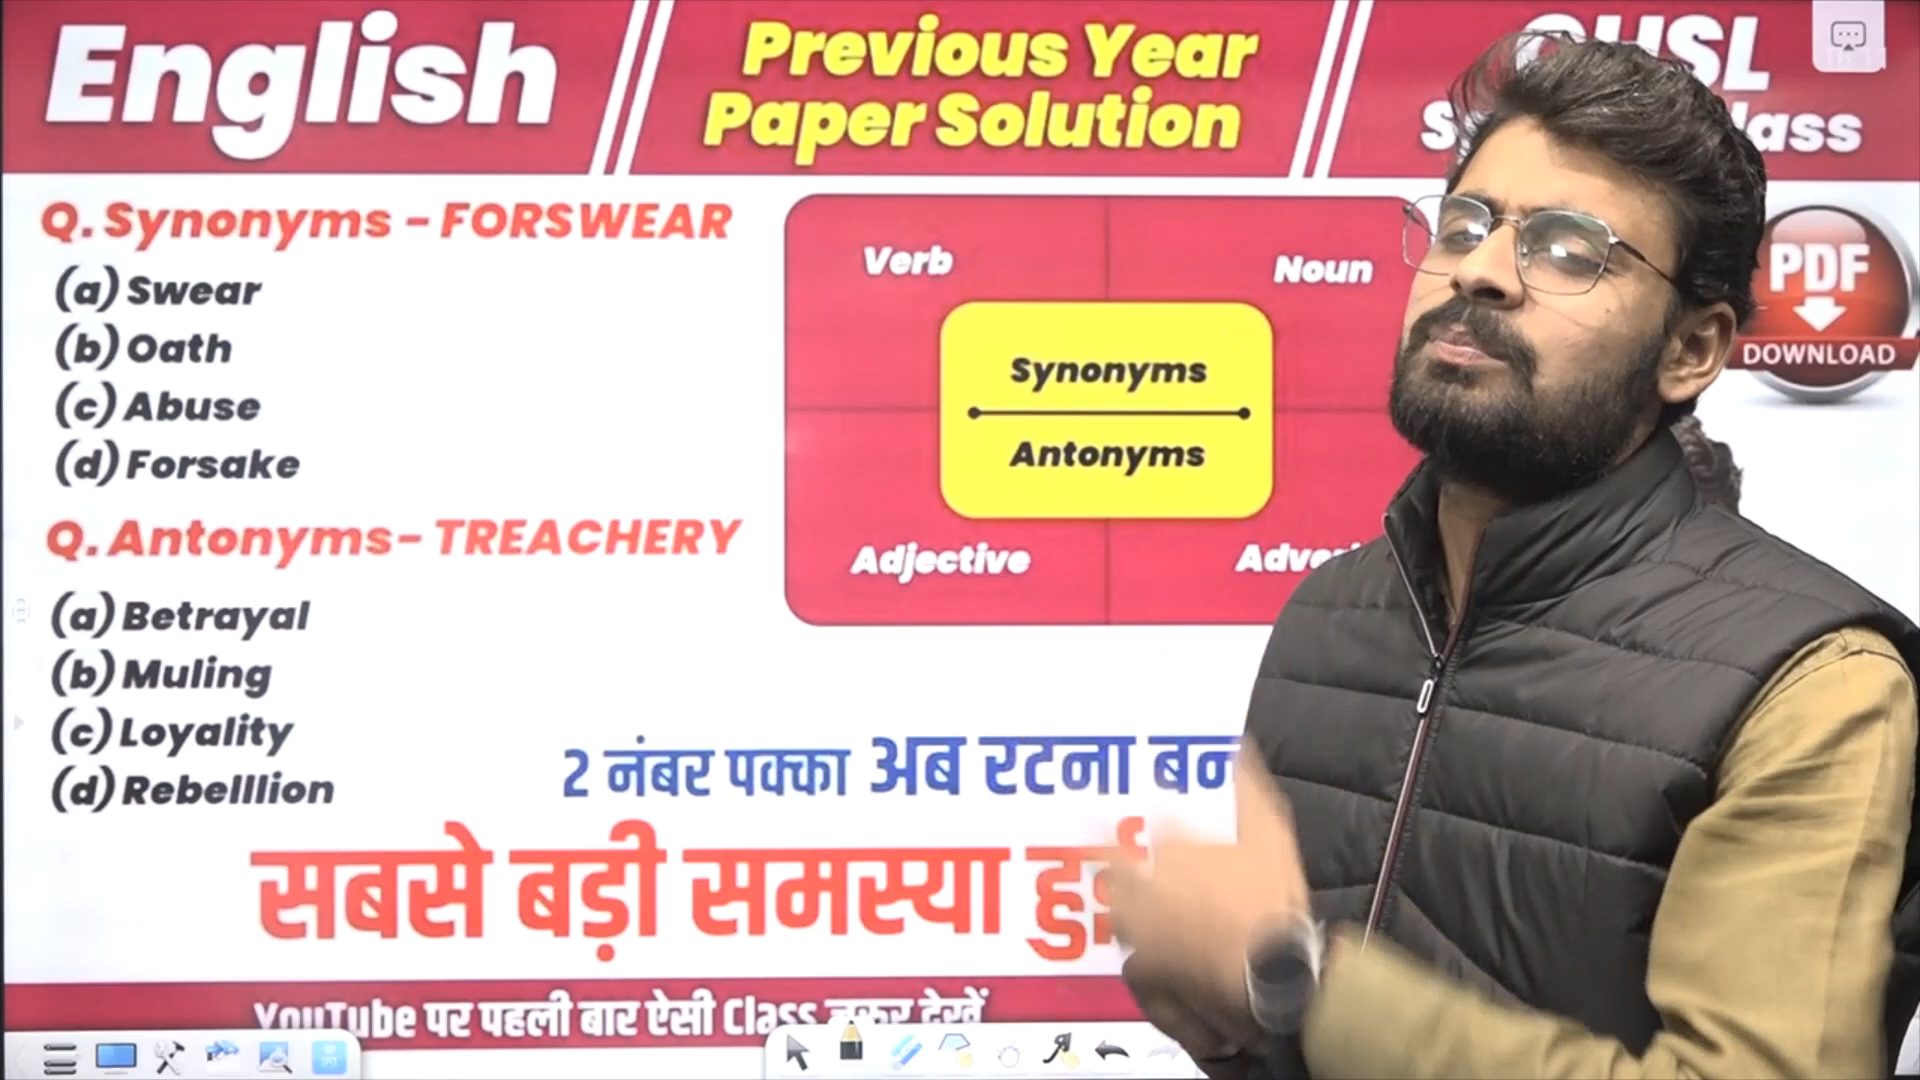 English
Previous Year
Paper Solution
Q. Synonyms - FORSWEAR
(a) Swear
(b) Oath
(c) Abuse
(d) Forsake
Q. Antonyms- TREACHERY
(a) Betrayal
(b) Muling
(c) Loyality
(d) Rebelllion
Verb
Noun
Synonyms
Antonyms
Adjective
PDF
DOWNLOAD
2 नंबर पक्का अब रटना
सबसे बड़ी समस्या
YouTube पर पहली बार ऐसी Class जरूर देखें